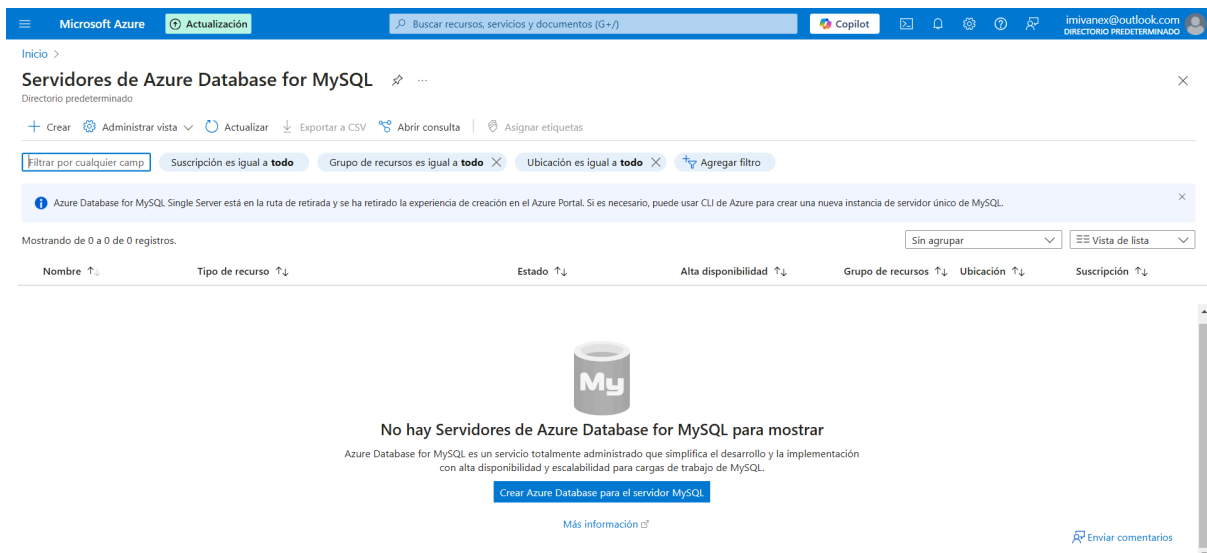 Microsoft Azure
Actualización
Buscar recursos, servicios y documentos (G+/)
Copilot
imivanex@outlook.com
DIRECTORIO PREDETERMINADO
Inicio >
Servidores de Azure Database for MySQL
Directorio predeterminado
Crear
Administrar vista
Actualizar
Exportar a CSV
Abrir consulta
Asignar etiquetas
Filtrar por cualquier camp
Suscripción es igual a todo
Grupo de recursos es igual a todo
Ubicación es igual a todo
Agregar filtro
Azure Database for MySQL Single Server está en la ruta de retirada y se ha retirado la experiencia de creación en el Azure Portal. Si es necesario, puede usar CLI de Azure para crear una nueva instancia de servidor único de MySQL.
Mostrando de 0 a 0 de 0 registros.
Sin agrupar
Vista de lista
Nombre
Tipo de recurso
Estado
Alta disponibilidad
Grupo de recursos
Ubicación
Suscripción
My
No hay Servidores de Azure Database for MySQL para mostrar
Azure Database for MySQL es un servicio totalmente administrado que simplifica el desarrollo y la implementación
con alta disponibilidad y escalabilidad para cargas de trabajo de MySQL.
Crear Azure Database para el servidor MySQL
Más información
Enviar comentarios